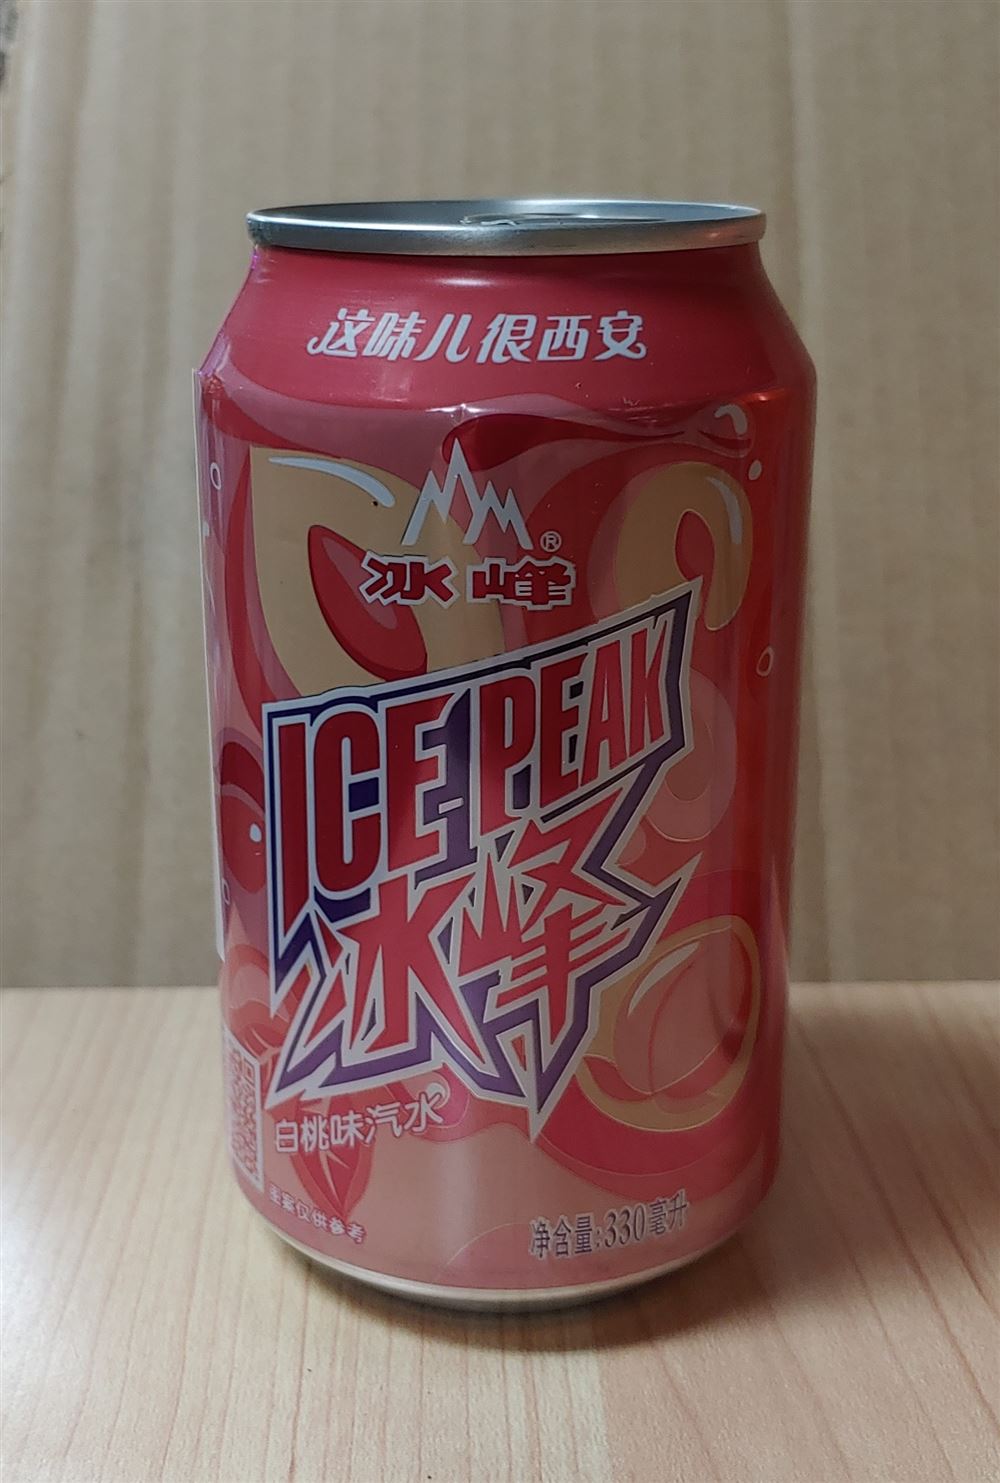 这味儿很西安
®
冰峰
ICE PEAK
冰峰
白桃味汽水
图案仅供参考
净含量:330毫升